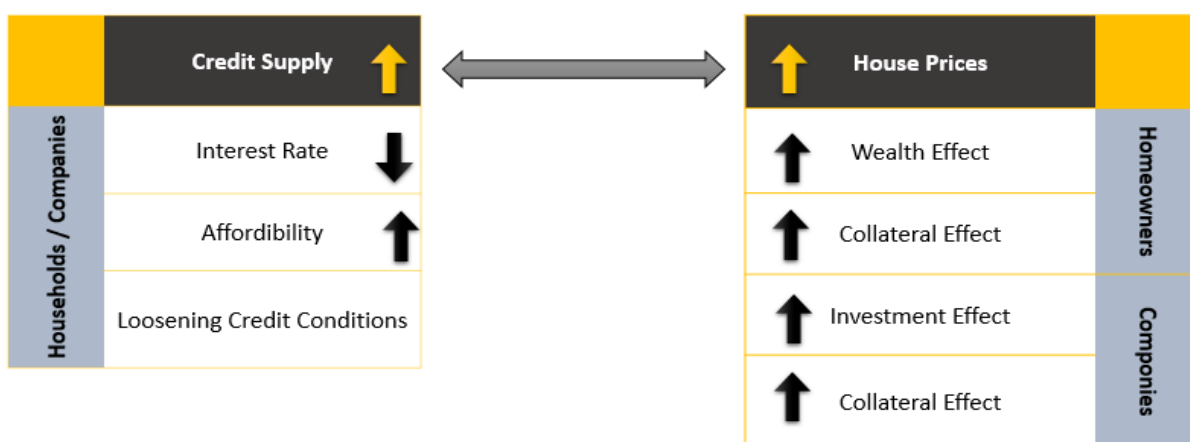 Credit Supply
Households / Companies
Interest Rate
Affordibility
Loosening Credit Conditions
House Prices
Homeowners
Wealth Effect
Collateral Effect
Componies
Investment Effect
Collateral Effect